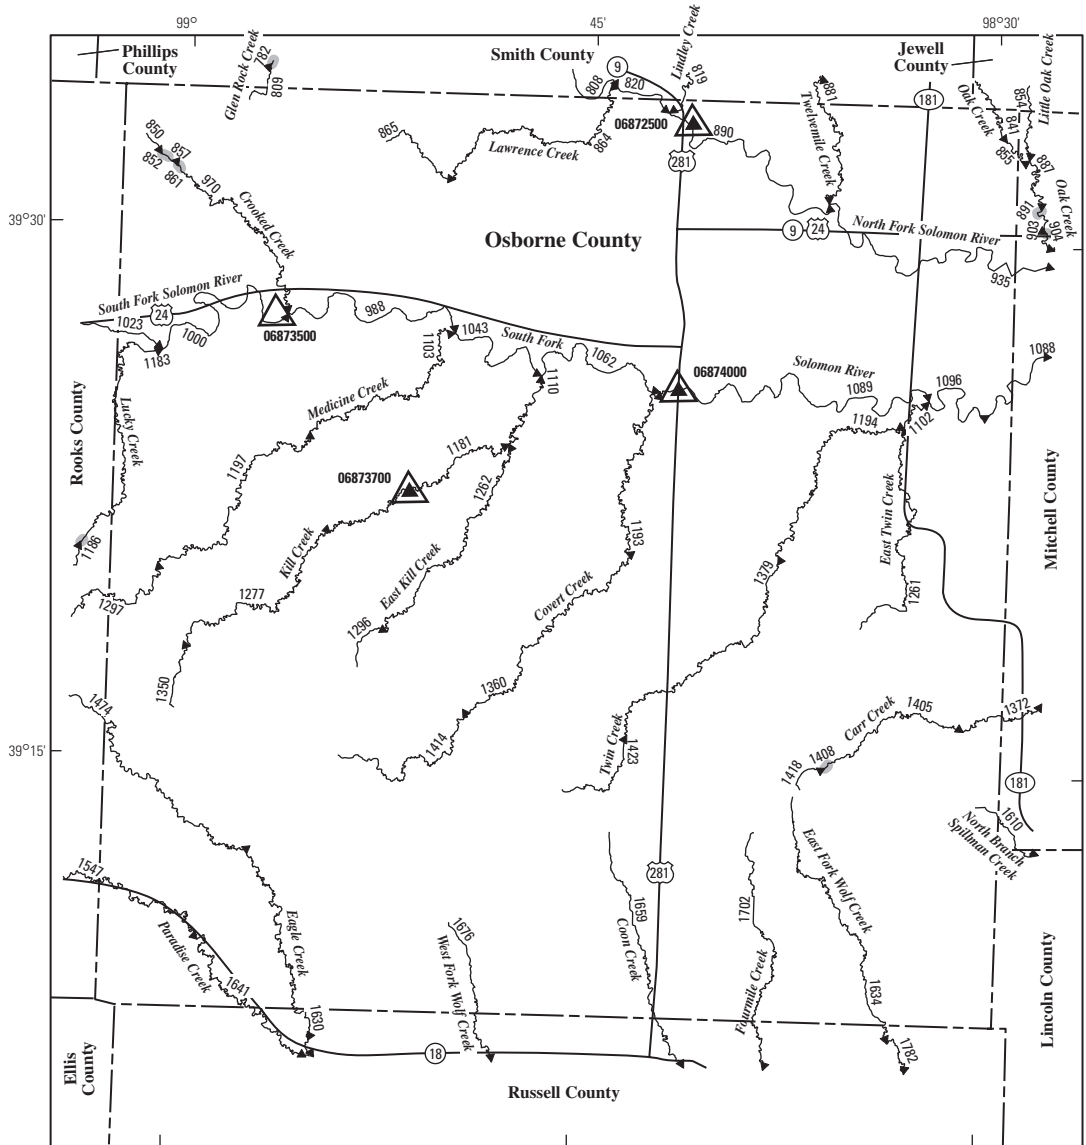 99°
45'
98°30'
Phillips
County
Smith County
Jewell
County
Glen Rock Creek
782
809
9
808
820
Lindley Creek
819
181
881
Oak Creek
841
855
854
Little Oak Creek
850
857
852
861
970
865
Lawrence Creek
864
06872500
890
281
Twelvemile Creek
887
891
903
904
Oak Creek
39°30'
Crooked Creek
Osborne County
9
24
North Fork Solomon River
935
South Fork Solomon River
24
1023
1000
1183
06873500
988
1103
1043
South Fork
1062
1110
06874000
Solomon River
1089
1096
1088
1194
1102
Rooks County
Lucky Creek
Medicine Creek
1197
1181
06873700
1262
1186
Kill Creek
East Kill Creek
1193
1379
East Twin Creek
Mitchell County
1297
1277
1296
Covert Creek
1261
1350
1474
1360
1414
Twin Creek
1423
Carr Creek
1405
1372
1418
1408
39°15'
181
1610
North Branch
Spillman Creek
1547
281
East Fork Wolf Creek
Paradise Creek
Eagle Creek
1676
West Fork Wolf Creek
1659
Coon Creek
1702
Fourmile Creek
1641
1630
1634
1782
Lincoln County
18
Ellis
County
Russell County